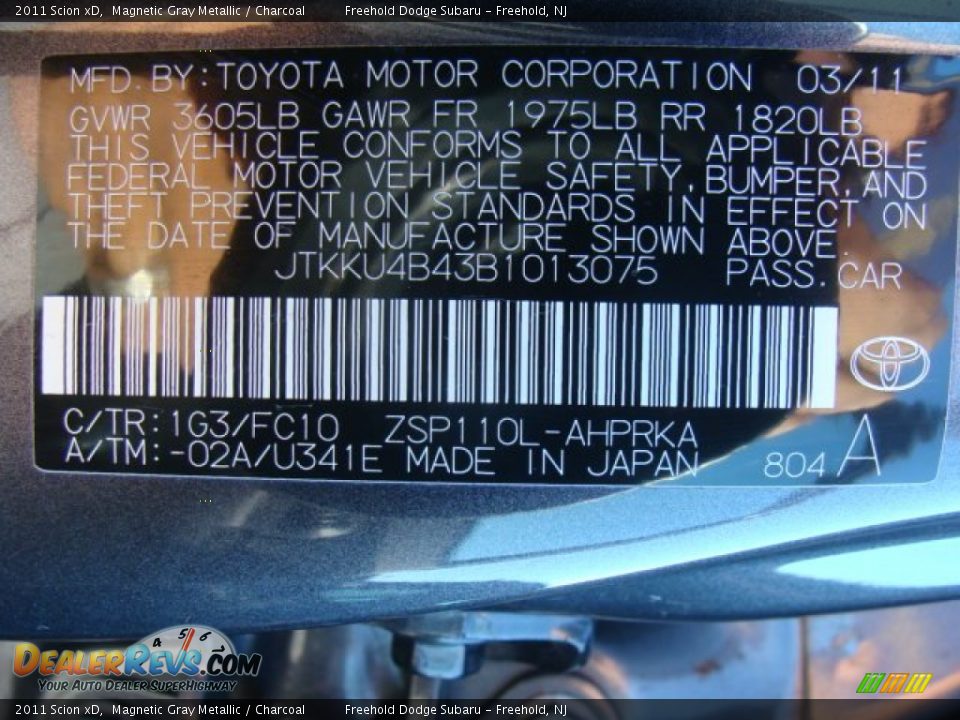 2011 Scion xD, Magnetic Gray Metallic / Charcoal Freehold Dodge Subaru - Freehold, NJ
MFD. BY: TOYOTA MOTOR CORPORATION 03/11
GVWR 3605LB GAWR FR 1975LB RR 1820LB
THIS VEHICLE CONFORMS TO ALL APPLICABLE
FEDERAL MOTOR VEHICLE SAFETY, BUMPER, AND
THEFT PREVENTION STANDARDS IN EFFECT ON
THE DATE OF MANUFACTURE SHOWN ABOVE.
JTKKU4B43B1013075 PASS. CAR
C/TR: 1G3/FC10 ZSP110L-AHPRKA
A/TM: -02A/U341E MADE IN JAPAN 804 A
4 5 6
DEALERREVS.COM
YOUR AUTO DEALER SUPERHIGHWAY
2011 Scion xD, Magnetic Gray Metallic / Charcoal Freehold Dodge Subaru - Freehold, NJ